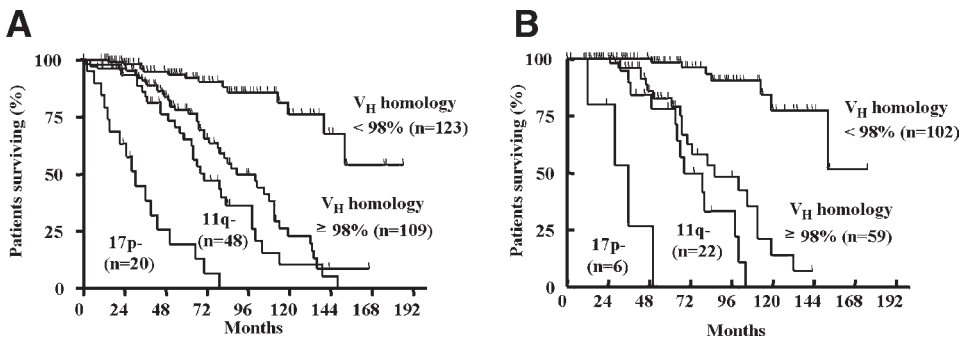 A
Patients surviving (%)
100
75
50
25
0
VH homology
< 98% (n=123)
VH homology
≥ 98% (n=109)
11q-
(n=48)
17p-
(n=20)
0 24 48 72 96 120 144 168 192
Months
B
Patients surviving (%)
100
75
50
25
0
VH homology
< 98% (n=102)
VH homology
≥ 98% (n=59)
11q-
(n=22)
17p-
(n=6)
0 24 48 72 96 120 144 168 192
Months